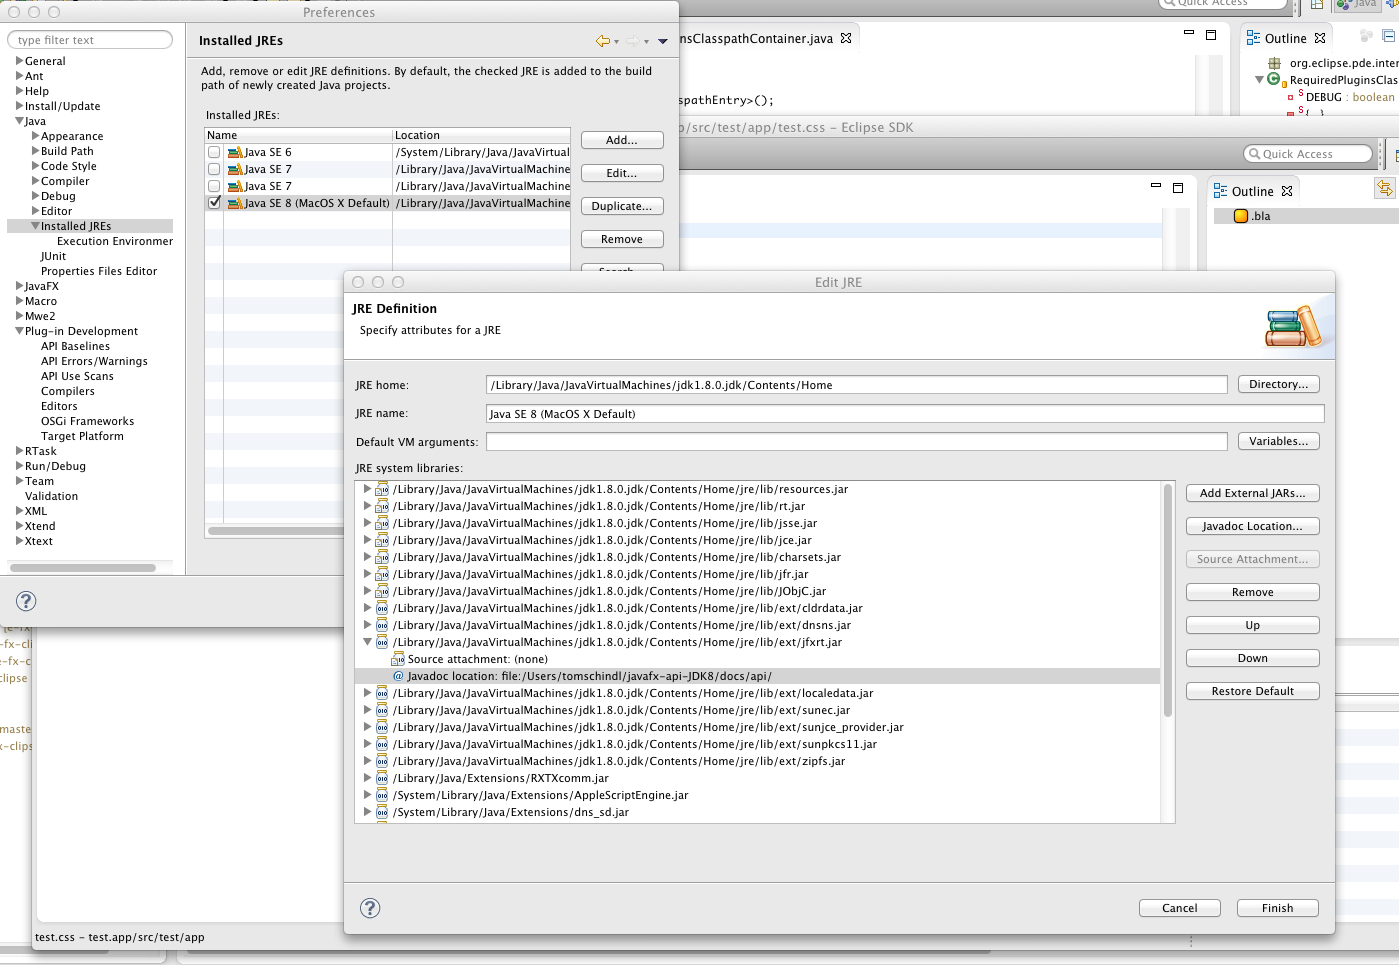 Preferences
Quick Access
Java
type filter text
Installed JREs
nsClasspathContainer.java
Outline
General
Ant
Help
Install/Update
Java
Appearance
Build Path
Code Style
Compiler
Debug
Editor
Installed JREs
Execution Environmer
JUnit
Properties Files Editor
JavaFX
Macro
Mwe2
Plug-in Development
API Baselines
API Errors/Warnings
API Use Scans
Compilers
Editors
OSGi Frameworks
Target Platform
RTask
Run/Debug
Team
Validation
XML
Xtend
Xtext
Add, remove or edit JRE definitions. By default, the checked JRE is added to the build
path of newly created Java projects.
Installed JREs:
Name Location
Java SE 6 /System/Library/Java/JavaVirtual
Java SE 7 /Library/Java/JavaVirtualMachine
Java SE 7 /Library/Java/JavaVirtualMachine
Java SE 8 (MacOS X Default) /Library/Java/JavaVirtualMachine
Add...
Edit...
Duplicate...
Remove
Search...
org.eclipse.pde.inter
RequiredPluginsClas
S DEBUG : boolean
S {...}
spathEntry>();
p/src/test/app/test.css - Eclipse SDK
Quick Access
Outline
.bla
Edit JRE
JRE Definition
Specify attributes for a JRE
JRE home: /Library/Java/JavaVirtualMachines/jdk1.8.0.jdk/Contents/Home Directory...
JRE name: Java SE 8 (MacOS X Default)
Default VM arguments: Variables...
JRE system libraries:
/Library/Java/JavaVirtualMachines/jdk1.8.0.jdk/Contents/Home/jre/lib/resources.jar
/Library/Java/JavaVirtualMachines/jdk1.8.0.jdk/Contents/Home/jre/lib/rt.jar
/Library/Java/JavaVirtualMachines/jdk1.8.0.jdk/Contents/Home/jre/lib/jsse.jar
/Library/Java/JavaVirtualMachines/jdk1.8.0.jdk/Contents/Home/jre/lib/jce.jar
/Library/Java/JavaVirtualMachines/jdk1.8.0.jdk/Contents/Home/jre/lib/charsets.jar
/Library/Java/JavaVirtualMachines/jdk1.8.0.jdk/Contents/Home/jre/lib/jfr.jar
/Library/Java/JavaVirtualMachines/jdk1.8.0.jdk/Contents/Home/jre/lib/JObjC.jar
/Library/Java/JavaVirtualMachines/jdk1.8.0.jdk/Contents/Home/jre/lib/ext/cldrdata.jar
/Library/Java/JavaVirtualMachines/jdk1.8.0.jdk/Contents/Home/jre/lib/ext/dnsns.jar
/Library/Java/JavaVirtualMachines/jdk1.8.0.jdk/Contents/Home/jre/lib/ext/jfxrt.jar
Source attachment: (none)
@ Javadoc location: file:/Users/tomschindl/javafx-api-JDK8/docs/api/
/Library/Java/JavaVirtualMachines/jdk1.8.0.jdk/Contents/Home/jre/lib/ext/localedata.jar
/Library/Java/JavaVirtualMachines/jdk1.8.0.jdk/Contents/Home/jre/lib/ext/sunec.jar
/Library/Java/JavaVirtualMachines/jdk1.8.0.jdk/Contents/Home/jre/lib/ext/sunjce_provider.jar
/Library/Java/JavaVirtualMachines/jdk1.8.0.jdk/Contents/Home/jre/lib/ext/sunpkcs11.jar
/Library/Java/JavaVirtualMachines/jdk1.8.0.jdk/Contents/Home/jre/lib/ext/zipfs.jar
/Library/Java/Extensions/RXTXcomm.jar
/System/Library/Java/Extensions/AppleScriptEngine.jar
/System/Library/Java/Extensions/dns_sd.jar
Add External JARs...
Javadoc Location...
Source Attachment...
Remove
Up
Down
Restore Default
?
Cancel
Finish
?
x-cli
e-fx-c
clipse
maste
x-clips
test.css - test.app/src/test/app